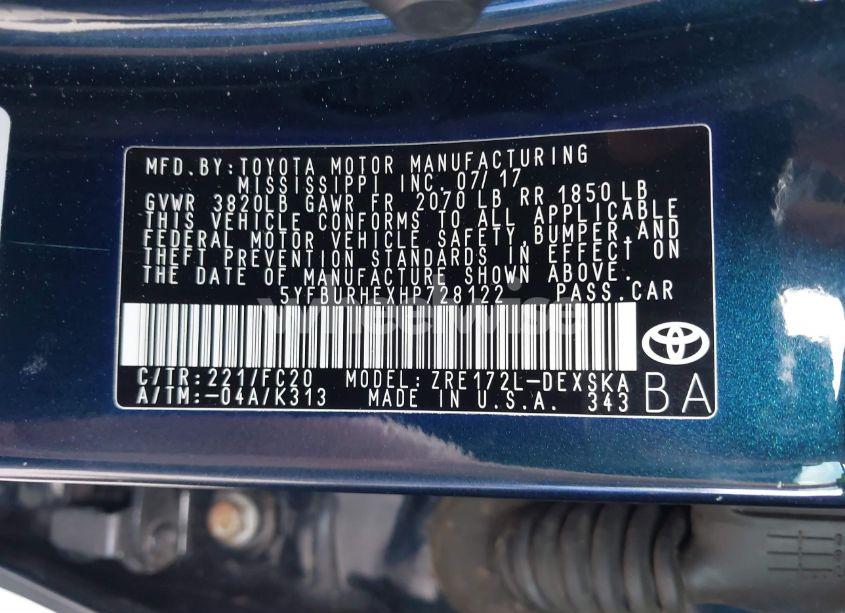 MFD.BY:TOYOTA MOTOR MANUFACTURING
MISSISSIPPI INC. 07/17
GVWR 3820LB GAWR FR 2070 LB RR 1850 LB
THIS VEHICLE CONFORMS TO ALL APPLICABLE
FEDERAL MOTOR VEHICLE SAFETY,BUMPER,AND
THEFT PREVENTION STANDARDS IN EFFECT ON
THE DATE OF MANUFACTURE SHOWN ABOVE.
5YFBURHEXHP728122 PASS.CAR
wheelwise
C/TR:221/FC20 MODEL: ZRE172L-DEXSKA
A/TM:-04A/K313 MADE IN U.S.A. 343
BA